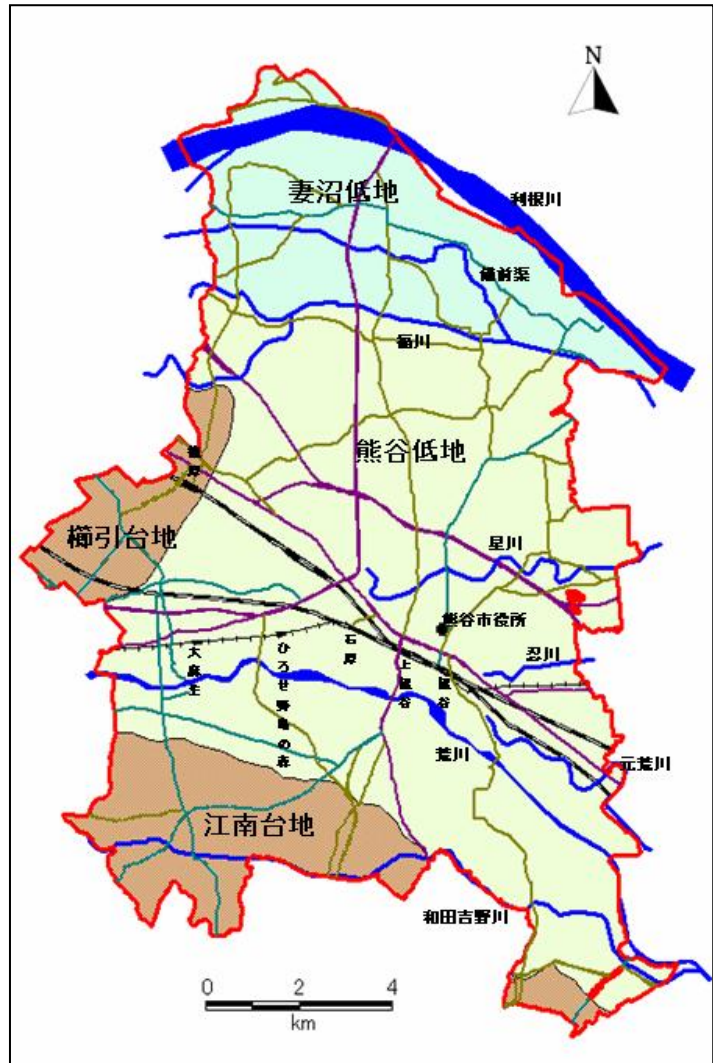 N
妻沼低地
利根川
備前渠
福川
熊谷低地
籠原
櫛引台地
星川
熊谷市役所
忍川
大麻生
ひろせ野鳥の森
石原
上熊谷
熊谷
荒川
元荒川
江南台地
和田吉野川
0 2 4
km